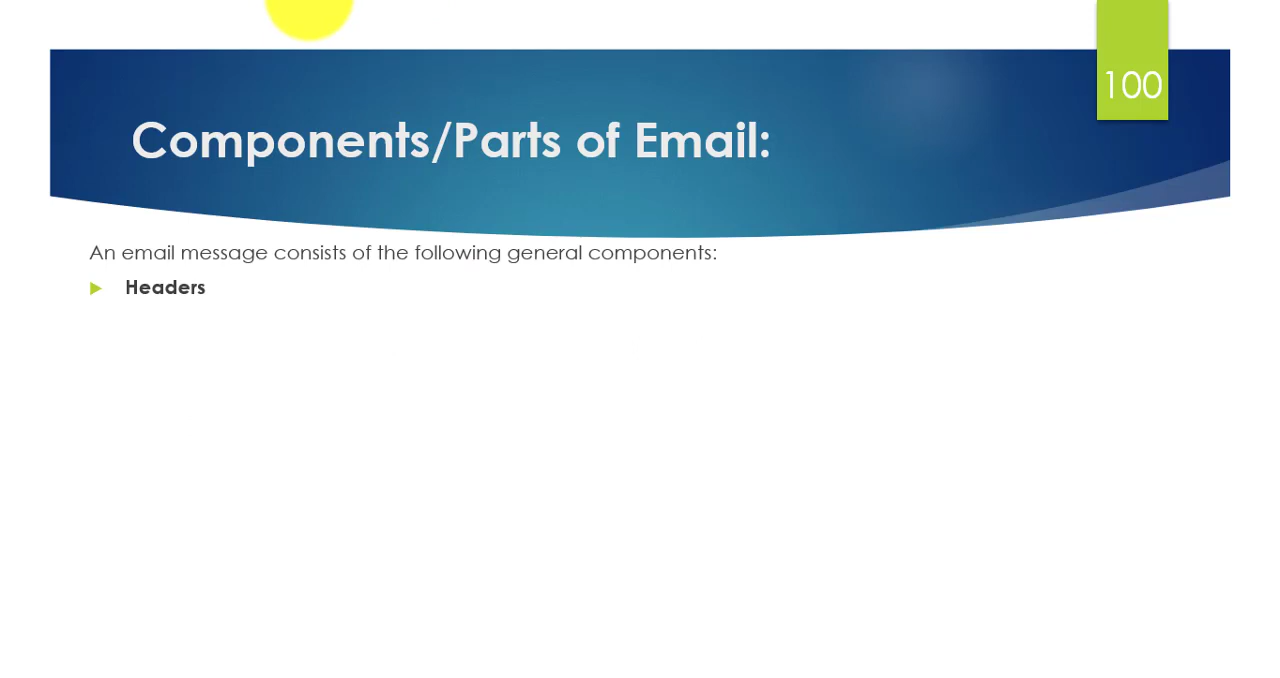 100
Components/Parts of Email:
An email message consists of the following general components:
Headers